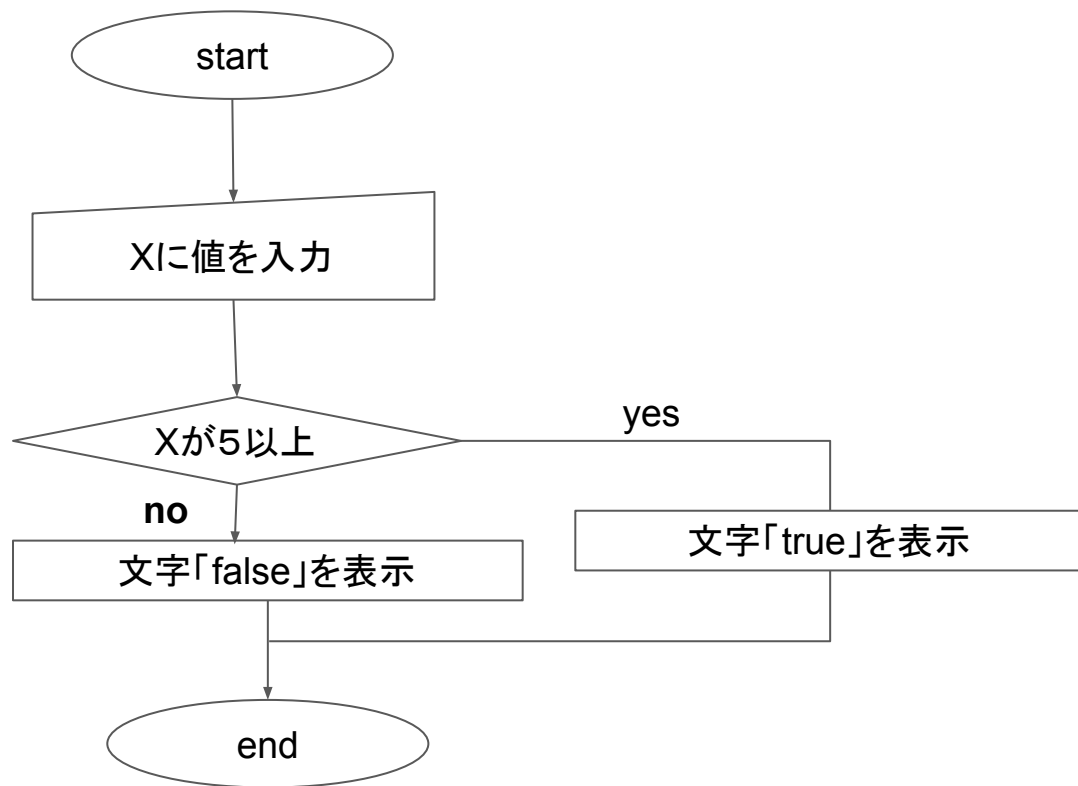 start
Xに値を入力
Xが５以上
yes
no
文字「true」を表示
文字「false」を表示
end